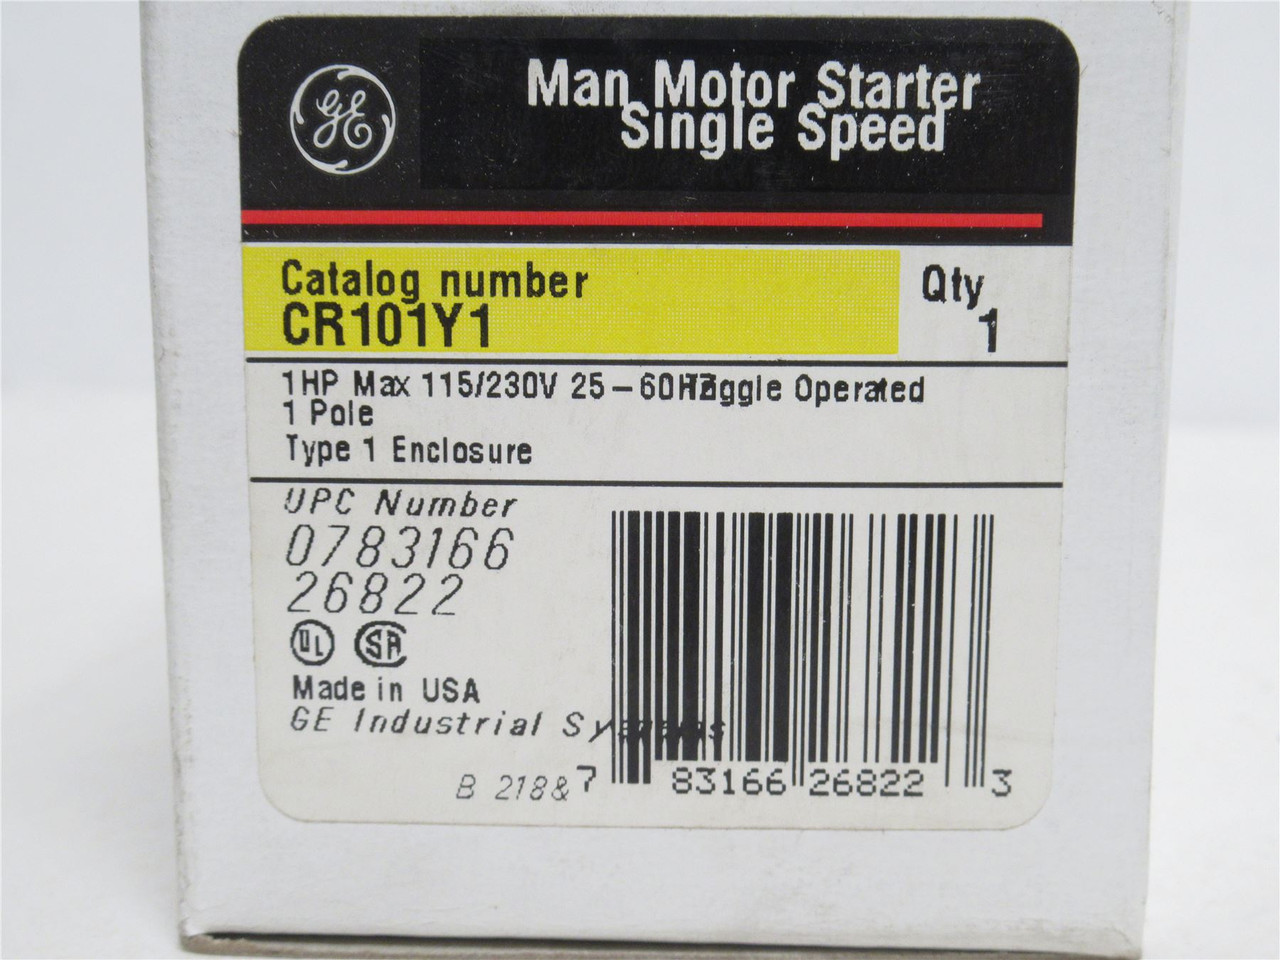 GE
Man Motor Starter
Single Speed
Catalog number
CR101Y1
Qty
1
1HP Max 115/230V 25-60HZ Toggle Operated
1 Pole
Type 1 Enclosure
UPC Number
0783166
26822
UL SA
Made in USA
GE Industrial Systems
B 218&
7 83166 26822 3